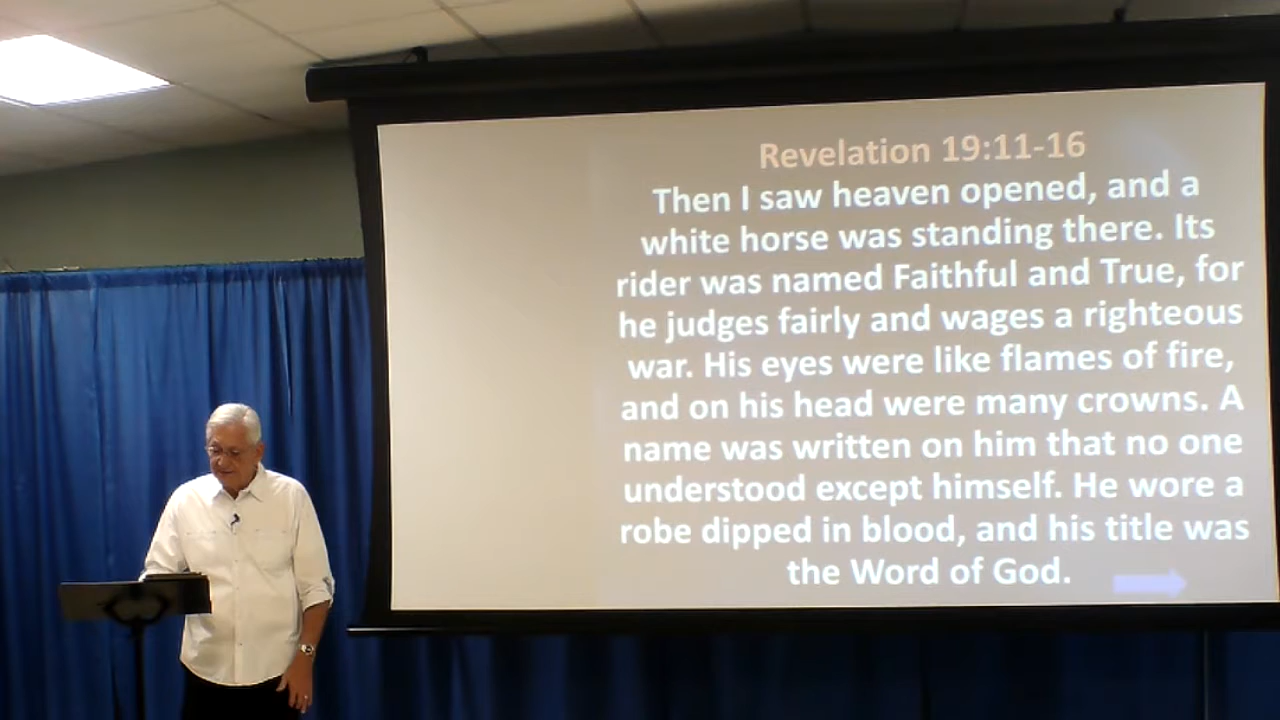 Revelation 19:11-16
Then I saw heaven opened, and a
white horse was standing there. Its
rider was named Faithful and True, for
he judges fairly and wages a righteous
war. His eyes were like flames of fire,
and on his head were many crowns. A
name was written on him that no one
understood except himself. He wore a
robe dipped in blood, and his title was
the Word of God.